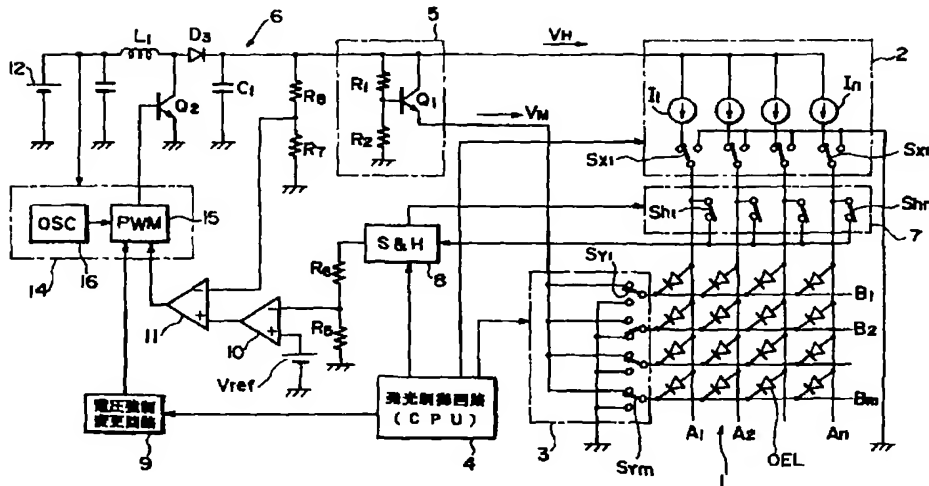 L1
D3
6
5
VH
2
12
C1
Q2
R8
R7
R1
R2
Q1
VM
I1
In
Sx1
Sxn
OSC
PWM
15
14
16
S&H
8
Sh1
Shn
7
R6
R5
11
10
Vref
Sy1
Sym
B1
B2
Bm
電圧強制
変更回路
9
発光制御回路
(CPU)
4
3
A1
A2
An
OEL
1